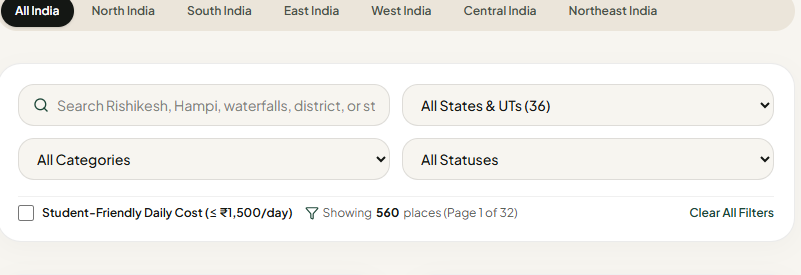 All India North India South India East India West India Central India Northeast India
Search Rishikesh, Hampi, waterfalls, district, or st
All States & UTs (36)
All Categories
All Statuses
Student-Friendly Daily Cost (≤ ₹1,500/day) Showing 560 places (Page 1 of 32) Clear All Filters